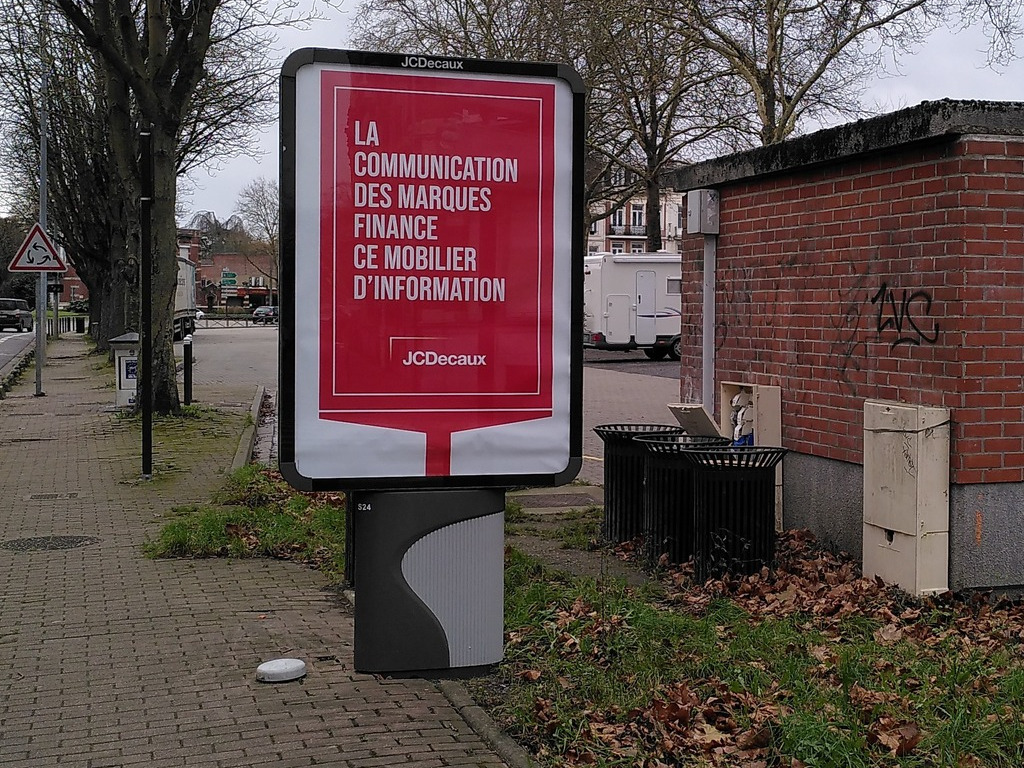 JCDecaux
LA
COMMUNICATION
DES MARQUES
FINANCE
CE MOBILIER
D'INFORMATION
JCDecaux
S24